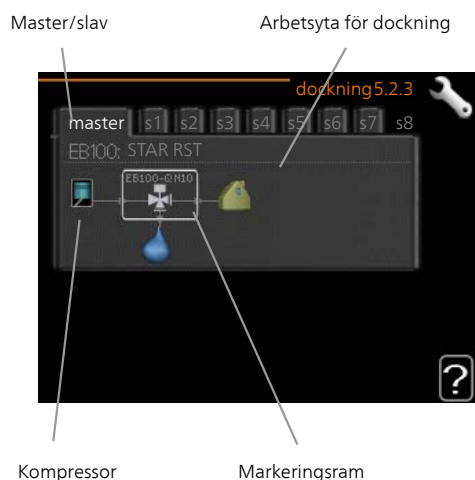 Master/slav
Arbetsyta för dockning
dockning 5.2.3
master s1 s2 s3 s4 s5 s6 s7 s8
EB100: STAR RST
EB100-QN10
?
Kompressor
Markeringsram